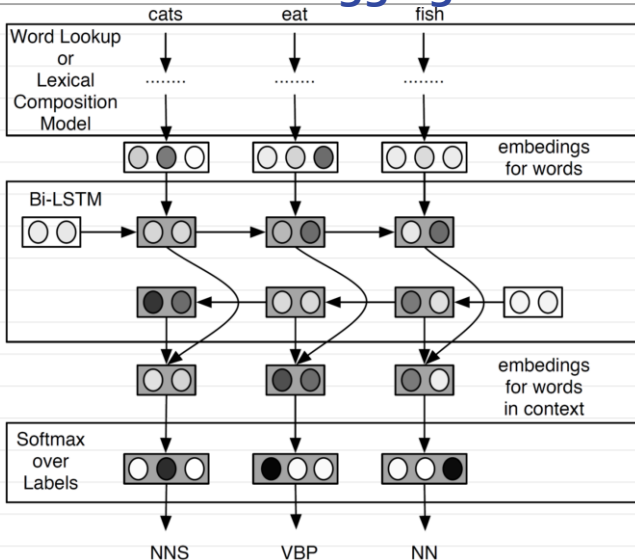 cats eat fish
Word Lookup
or
Lexical
Composition
Model
........ ........ ........
embedings
for words
Bi-LSTM
embedings
for words
in context
Softmax
over
Labels
NNS VBP NN